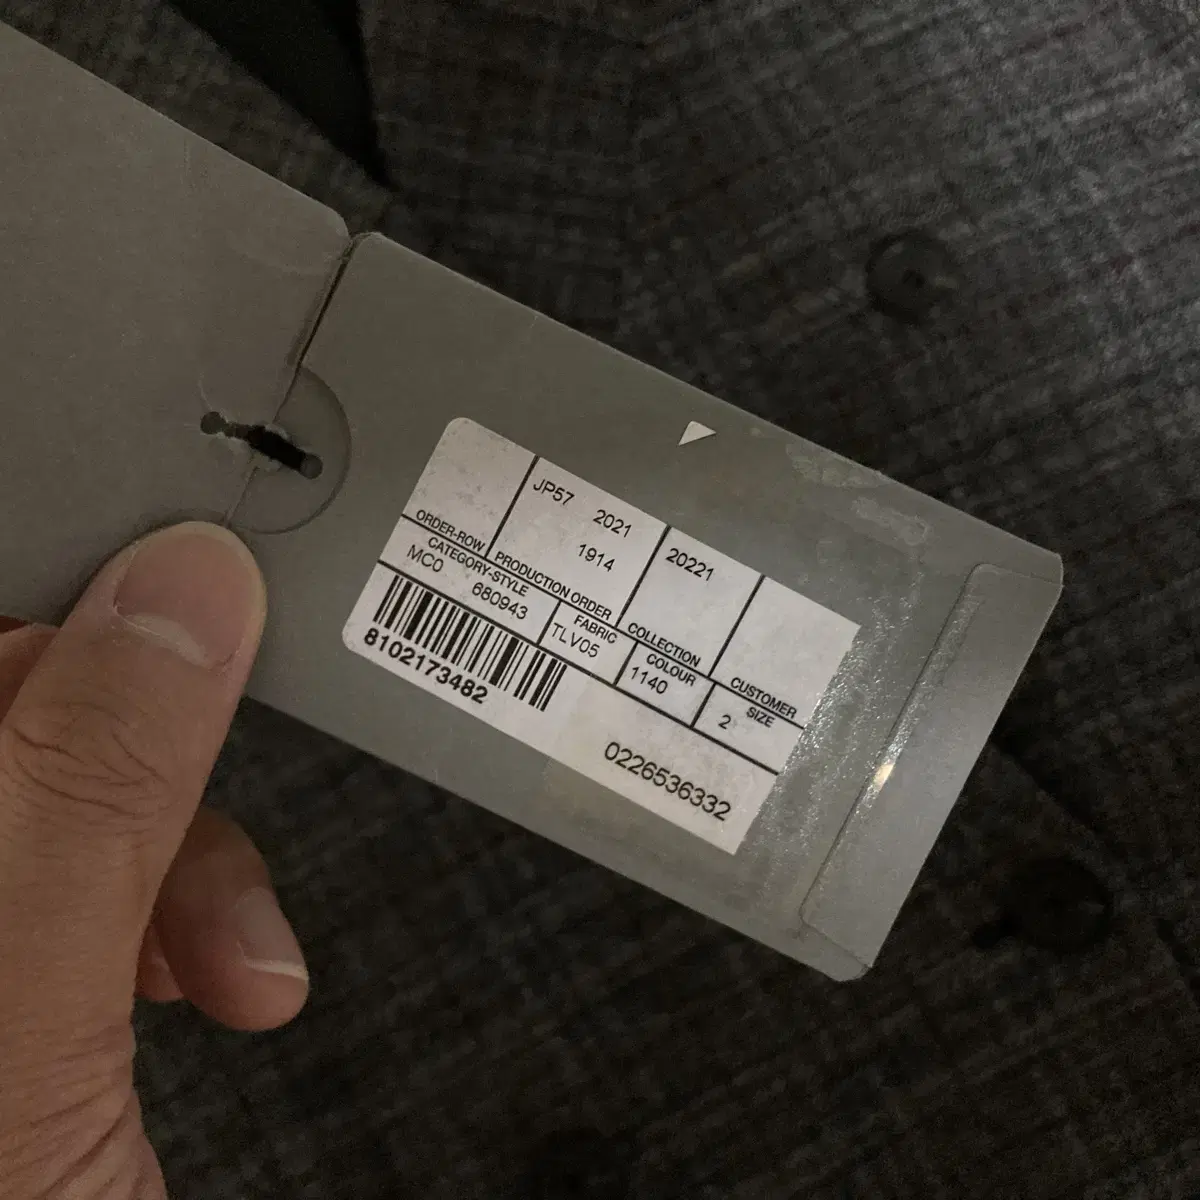 JP57 2021 20221
1914
ORDER-ROW PRODUCTION ORDER COLLECTION CUSTOMER
CATEGORY-STYLE FABRIC COLOUR SIZE
MC0 680943 TLV05 1140 2
8102173482
0226536332